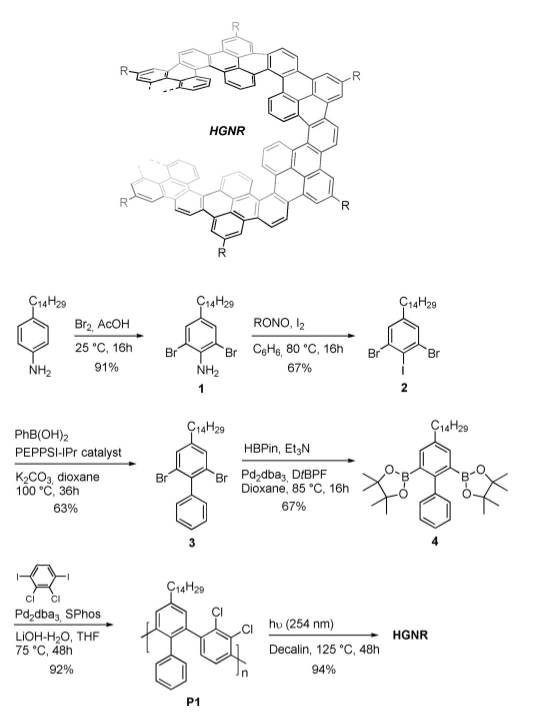 R
R
R
HGNR
R
R
R
C14H29
NH2
Br2, AcOH
25 °C, 16h
91%
C14H29
Br
Br
NH2
1
RONO, I2
C6H6, 80 °C, 16h
67%
C14H29
Br
Br
I
2
PhB(OH)2
PEPPSI-IPr catalyst
K2CO3, dioxane
100 °C, 36h
63%
C14H29
Br
Br
3
HBPin, Et3N
Pd2dba3, DtBPF
Dioxane, 85 °C, 16h
67%
C14H29
O
B
O
B
O
O
4
I
I
Cl Cl
Pd2dba3, SPhos
LiOH-H2O, THF
75 °C, 48h
92%
C14H29
Cl
Cl
n
P1
hυ (254 nm)
Decalin, 125 °C, 48h
94%
HGNR